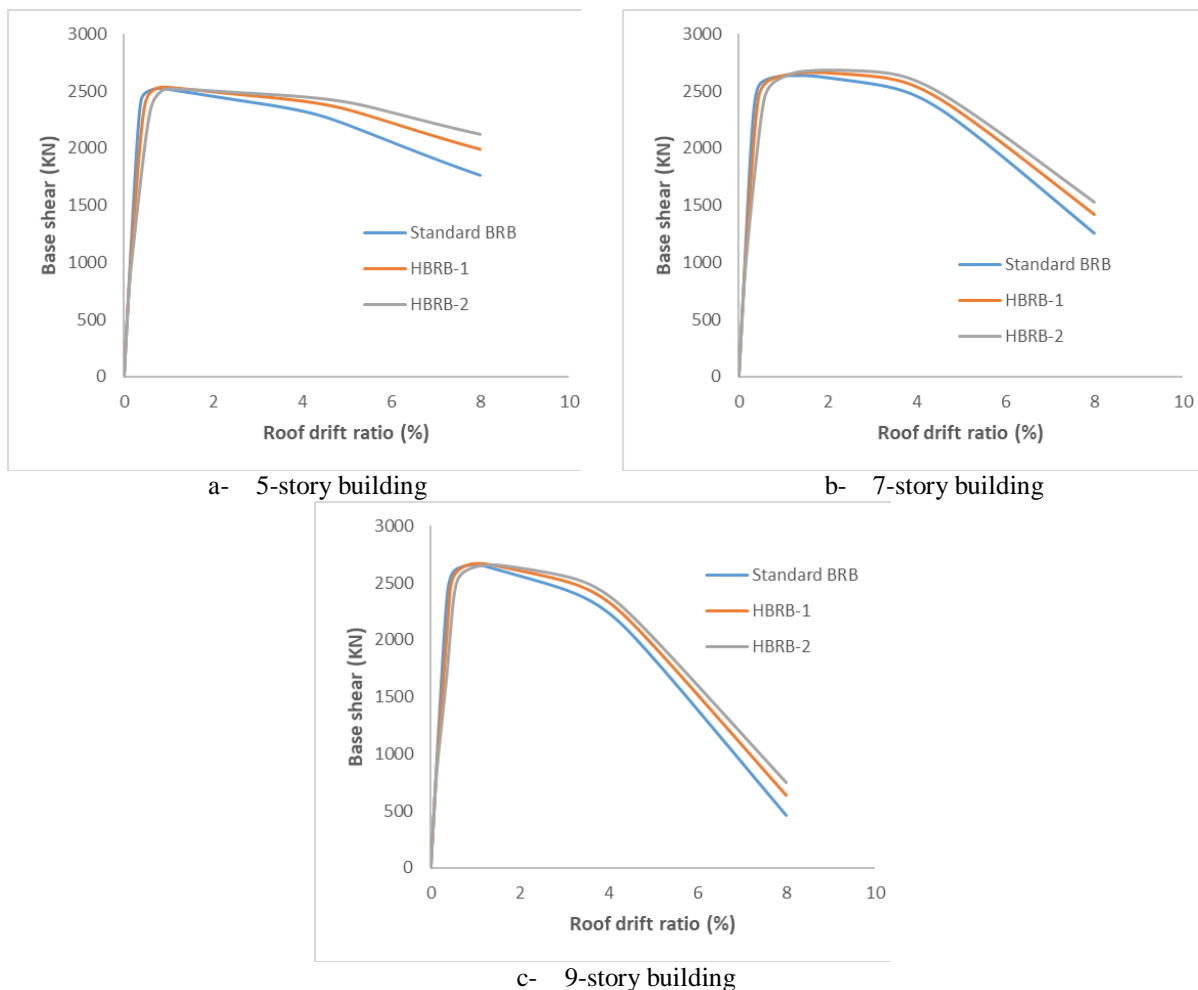 3000
2500
2000
1500
1000
500
0
Base shear (KN)
Standard BRB
HBRB-1
HBRB-2
0 2 4 6 8 10
Roof drift ratio (%)
a- 5-story building
3000
2500
2000
1500
1000
500
0
Base shear (KN)
Standard BRB
HBRB-1
HBRB-2
0 2 4 6 8 10
Roof drift ratio (%)
b- 7-story building
3000
2500
2000
1500
1000
500
0
Base shear (KN)
Standard BRB
HBRB-1
HBRB-2
0 2 4 6 8 10
Roof drift ratio (%)
c- 9-story building